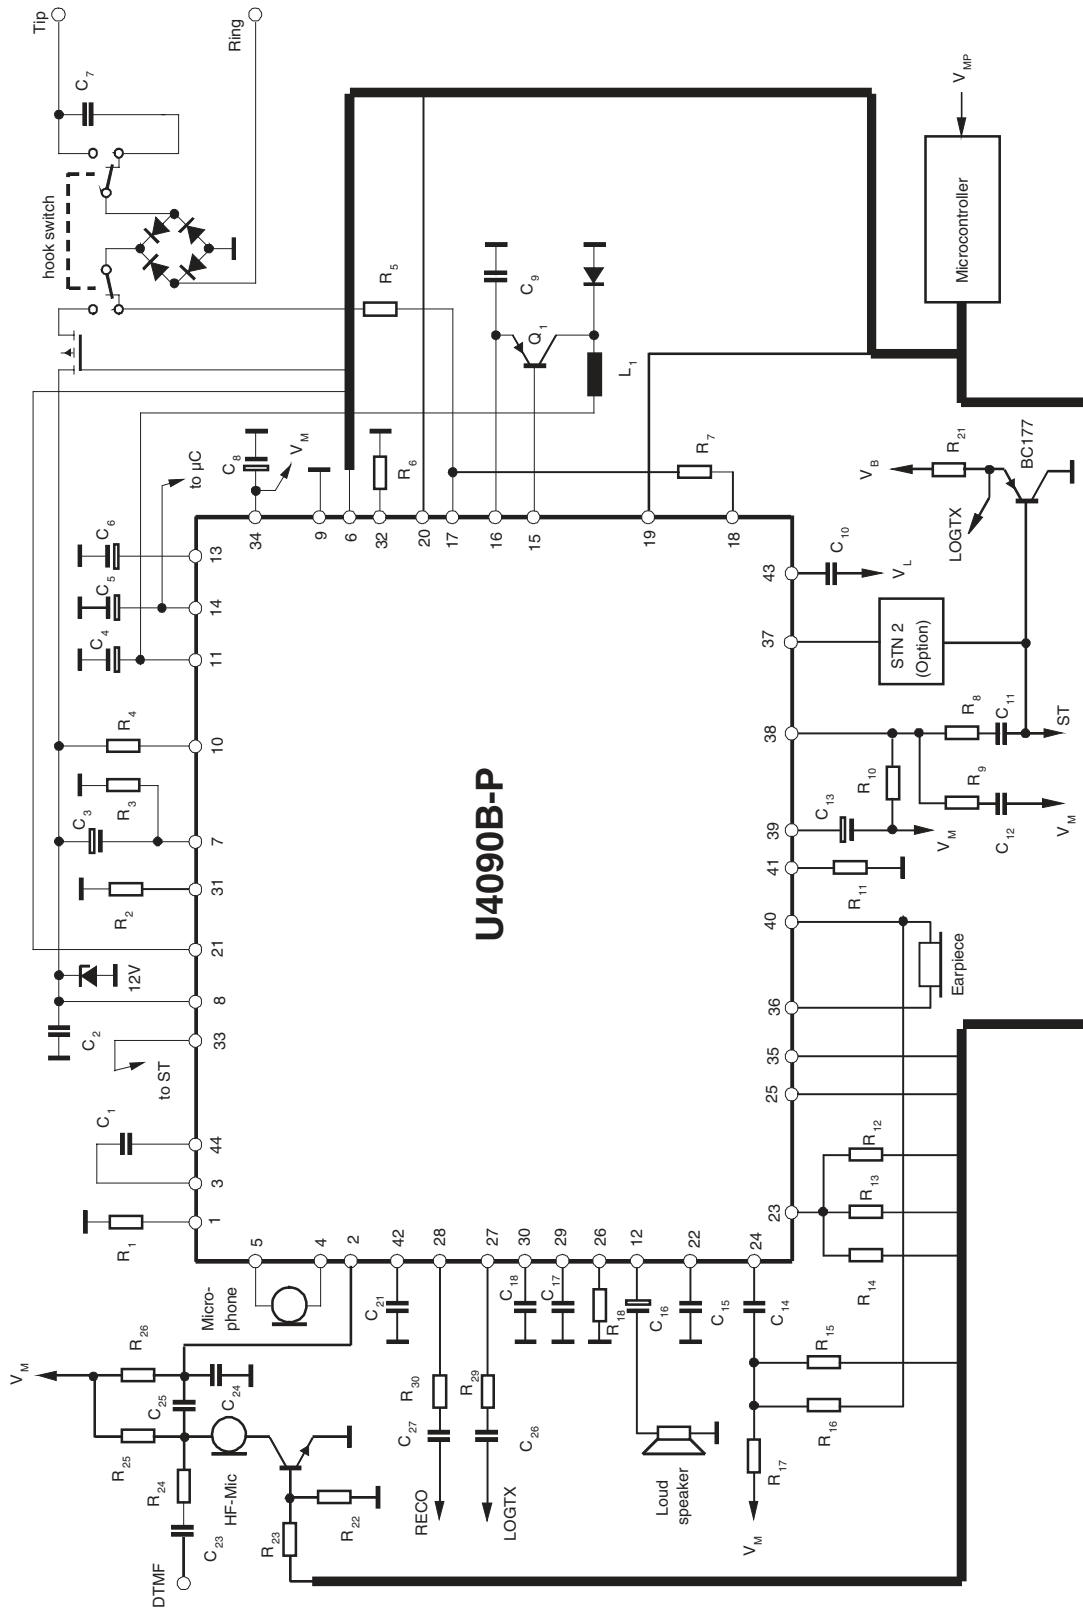 Tip
Ring
C7
hook switch
R5
C9
Q1
L1
VMP
Microcontroller
to µC
C8
VM
R6
R7
VB
R21
BC177
LOGTX
C6
C5
C4
13
14
11
34
9
6
32
20
17
16
15
19
18
43
C10
VL
37
STN 2
(Option)
R4
10
R3
C3
7
R2
31
21
12V
8
C2
33
to ST
C1
44
3
R1
1
U4090B-P
38
R8
C11
ST
R10
R9
C13
39
VM
C12
VM
41
R11
40
Earpiece
36
35
25
R12
R13
R14
23
24
5
4
2
42
28
27
30
29
26
12
22
Micro-
phone
VM
R26
R25
C25
C24
R24
HF-Mic
C23
DTMF
R23
R22
C21
R30
C27
RECO
R29
C26
LOGTX
C18
C17
R18
C16
Loud
speaker
C15
C14
R15
R16
R17
VM